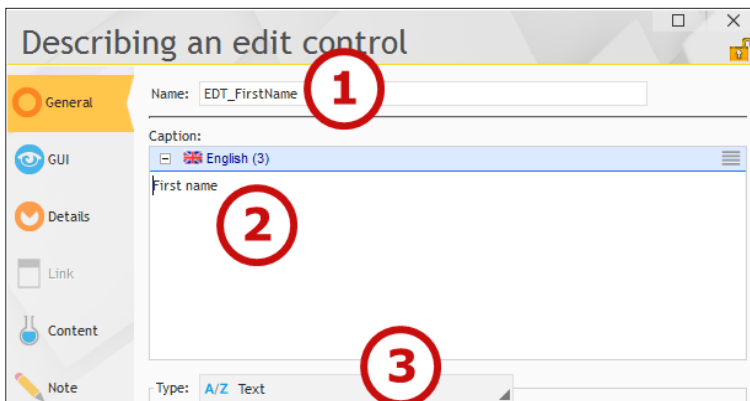 Describing an edit control
General
Name: EDT_FirstName
1
Caption:
English (3)
GUI
First name
2
Details
Link
Content
3
Note
Type: A/Z Text